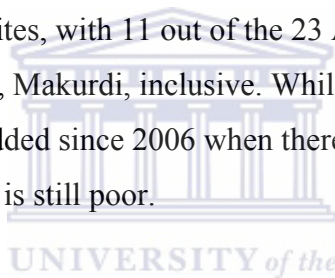 ites, with 11 out of the 23
, Makurdi, inclusive. Whil
dded since 2006 when there
is still poor.
UNIVERSITY of the